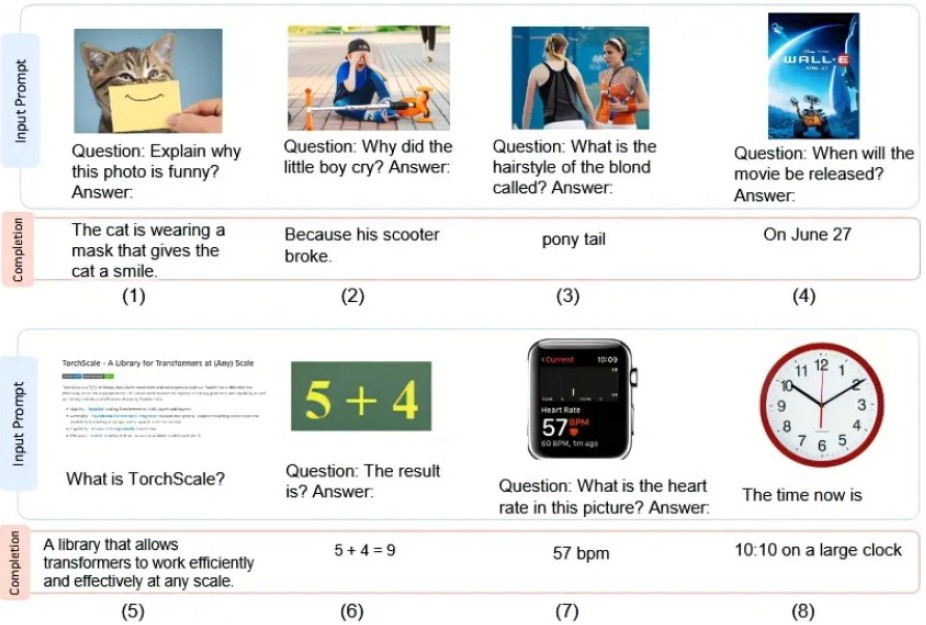 Input Prompt
WALL•E
Question: Explain why
this photo is funny?
Answer:
Question: Why did the
little boy cry? Answer:
Question: What is the
hairstyle of the blond
called? Answer:
Question: When will the
movie be released?
Answer:
Completion
The cat is wearing a
mask that gives the
cat a smile.
Because his scooter
broke.
pony tail
On June 27
(1)
(2)
(3)
(4)
Input Prompt
TorchScale - A Library for Transformers at (Any) Scale
What is TorchScale?
5 + 4
Question: The result
is? Answer:
< Current 10:09
Heart Rate
57 BPM
60 BPM, 1m ago
Question: What is the heart
rate in this picture? Answer:
12
1
2
3
4
5
6
7
8
9
10
11
The time now is
Completion
A library that allows
transformers to work efficiently
and effectively at any scale.
5 + 4 = 9
57 bpm
10:10 on a large clock
(5)
(6)
(7)
(8)